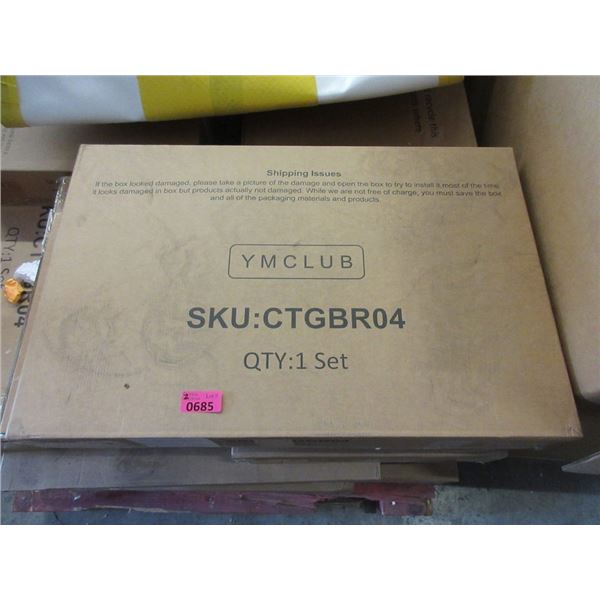 Shipping Issues
If the box looked damaged, please take a picture of the damage and open the box to try to install it,most of the time
it looks damaged in box but products actually not damaged. While we are not free of charge, you must save the box
and all of the packaging materials and products.
YMCLUB
SKU:CTGBR04
QTY:1 Set
2
0685
QTY:1 S